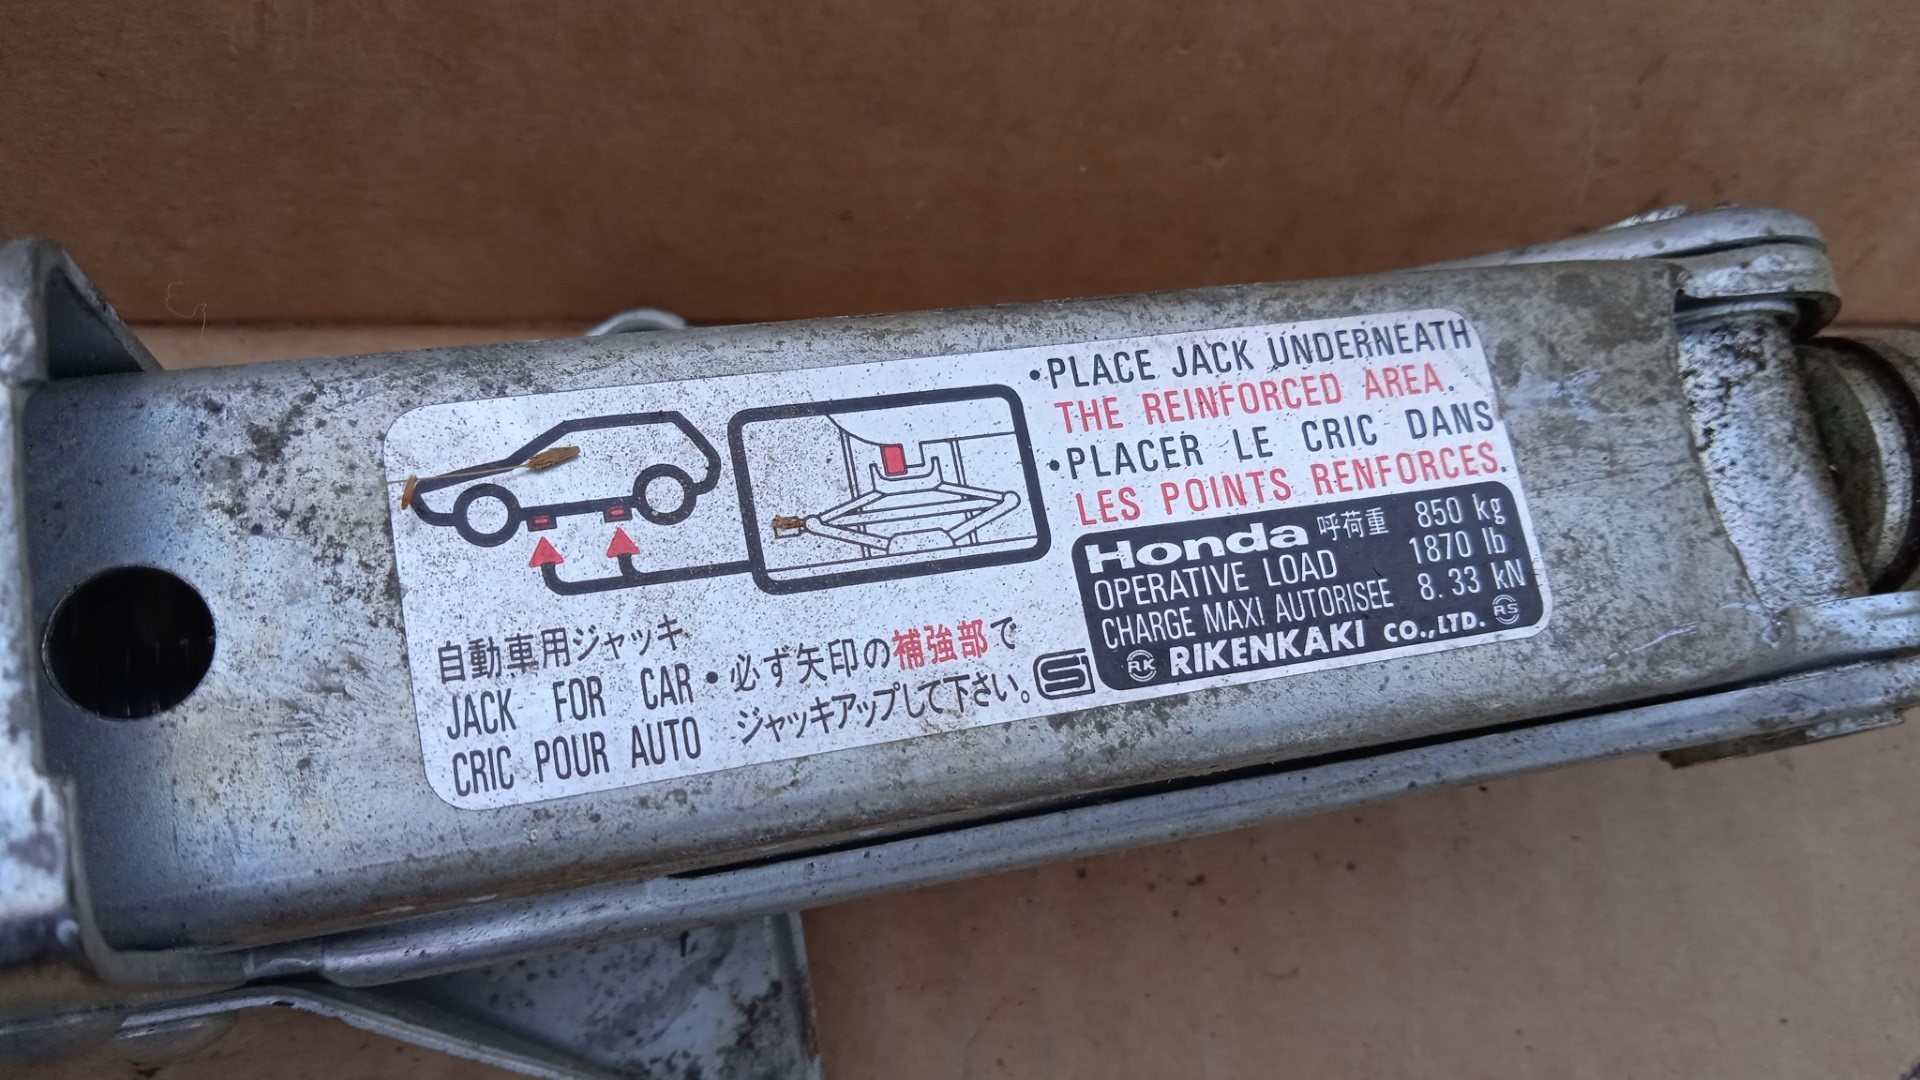 •PLACE JACK UNDERNEATH
THE REINFORCED AREA.
•PLACER LE CRIC DANS
LES POINTS RENFORCES.
Honda 呼荷重 850 kg
OPERATIVE LOAD 1870 lb
CHARGE MAXI AUTORISEE 8.33 kN
RK RIKENKAKI CO.,LTD. RS
自動車用ジャッキ
JACK FOR CAR
CRIC POUR AUTO
•必ず矢印の補強部で
ジャッキアップして下さい。